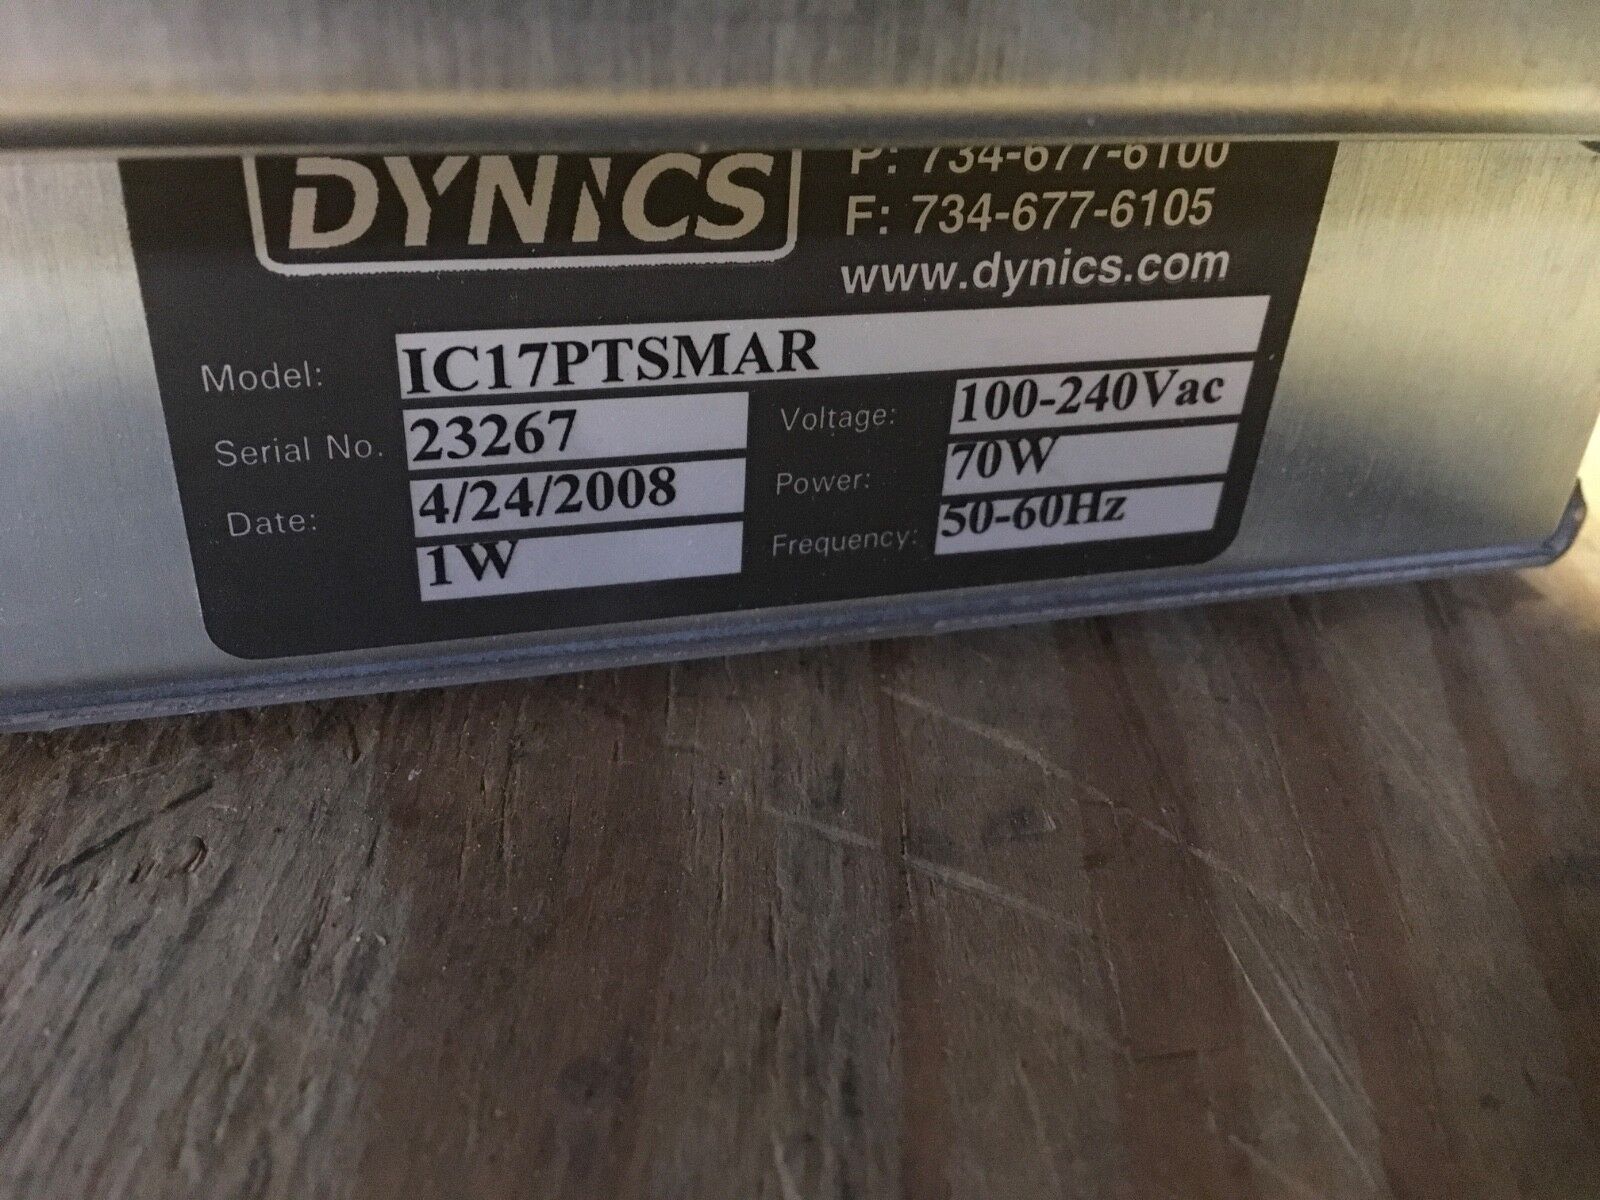 DYNICS
P: 734-677-6100
F: 734-677-6105
www.dynics.com
Model: IC17PTSMAR
Serial No. 23267
Voltage: 100-240Vac
Date: 4/24/2008
Power: 70W
1W
Frequency: 50-60Hz